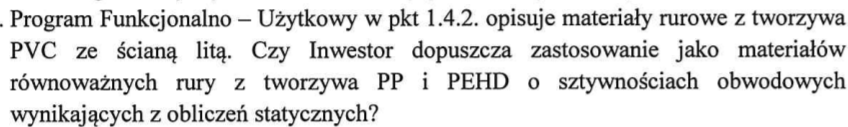 . Program Funkcjonalno – Użytkowy w pkt 1.4.2. opisuje materiały rurowe z tworzywa
PVC ze ścianą litą. Czy Inwestor dopuszcza zastosowanie jako materiałów
równoważnych rury z tworzywa PP i PEHD o sztywnościach obwodowych
wynikających z obliczeń statycznych?